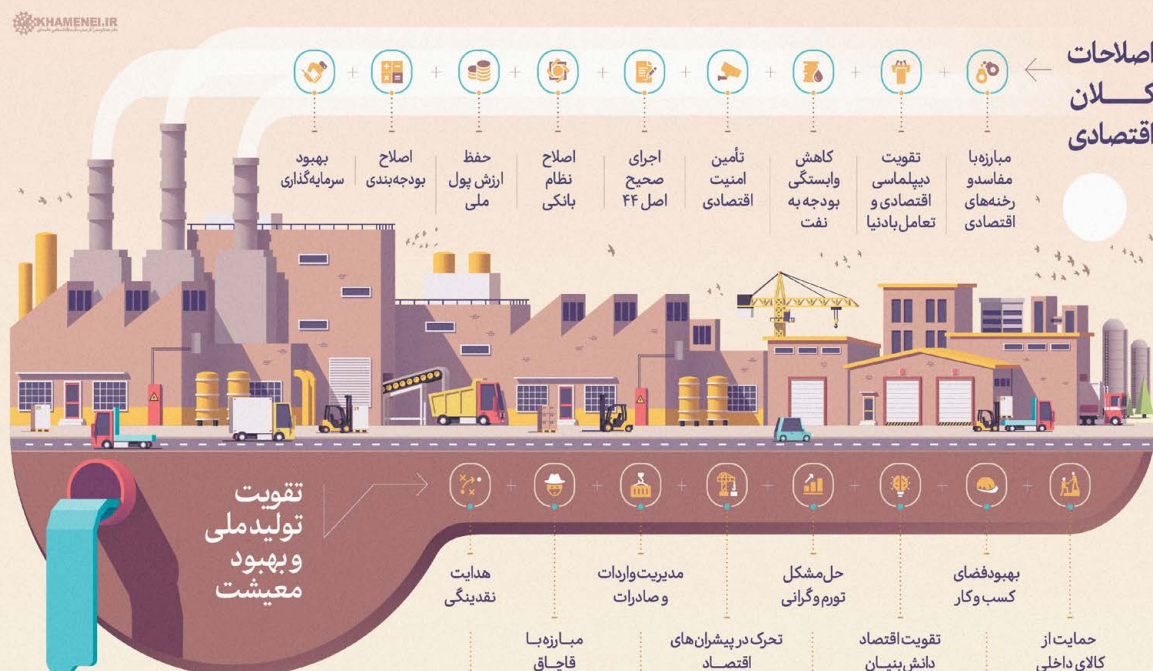 KHAMENEI.IR
اصلاحات
کلان
اقتصادی
مبارزه با
مفاسد و
رخنه‌های
اقتصادی
تقویت
دیپلماسی
اقتصادی و
تعامل با دنیا
کاهش
وابستگی
بودجه به
نفت
تأمین
امنیت
اقتصادی
اجرای
صحیح
اصل ۴۴
اصلاح
نظام
بانکی
حفظ
ارزش پول
ملی
اصلاح
بودجه‌بندی
بهبود
سرمایه‌گذاری
تقویت
تولید ملی
و بهبود
معیشت
هدایت
نقدینگی
مبارزه با
قاچاق
مدیریت واردات
و صادرات
تحرک در پیشران‌های
اقتصاد
حل مشکل
تورم و گرانی
تقویت اقتصاد
دانش بنیان
بهبود فضای
کسب و کار
حمایت از
کالای داخلی